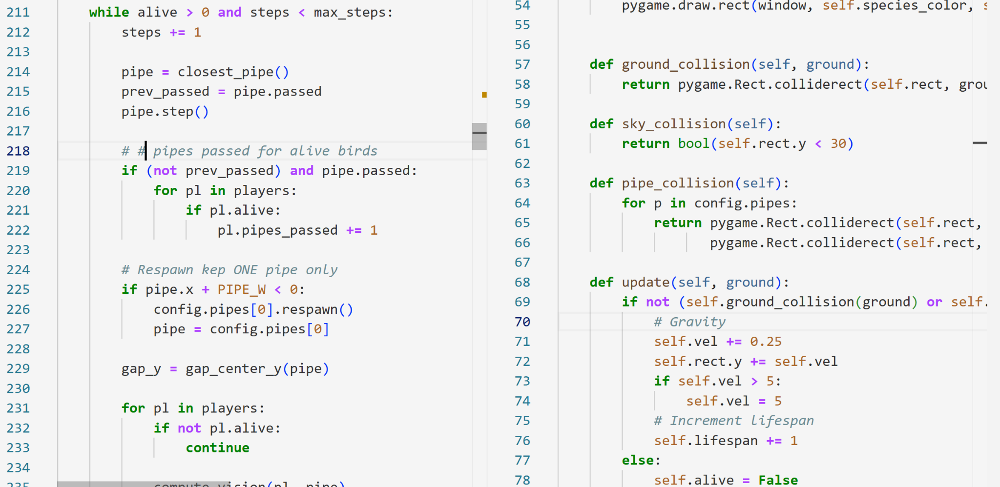 211 while alive > 0 and steps < max_steps:
212 steps += 1
213
214 pipe = closest_pipe()
215 prev_passed = pipe.passed
216 pipe.step()
217
218 # # pipes passed for alive birds
219 if (not prev_passed) and pipe.passed:
220 for pl in players:
221 if pl.alive:
222 pl.pipes_passed += 1
223
224 # Respawn kep ONE pipe only
225 if pipe.x + PIPE_W < 0:
226 config.pipes[0].respawn()
227 pipe = config.pipes[0]
228
229 gap_y = gap_center_y(pipe)
230
231 for pl in players:
232 if not pl.alive:
233 continue
234
235 compute_vision(pl, pipe)
54 pygame.draw.rect(window, self.species_color, s
55
56
57 def ground_collision(self, ground):
58 return pygame.Rect.colliderect(self.rect, grou
59
60 def sky_collision(self):
61 return bool(self.rect.y < 30)
62
63 def pipe_collision(self):
64 for p in config.pipes:
65 return pygame.Rect.colliderect(self.rect,
66 pygame.Rect.colliderect(self.rect,
67
68 def update(self, ground):
69 if not (self.ground_collision(ground) or self.
70 # Gravity
71 self.vel += 0.25
72 self.rect.y += self.vel
73 if self.vel > 5:
74 self.vel = 5
75 # Increment lifespan
76 self.lifespan += 1
77 else:
78 self.alive = False